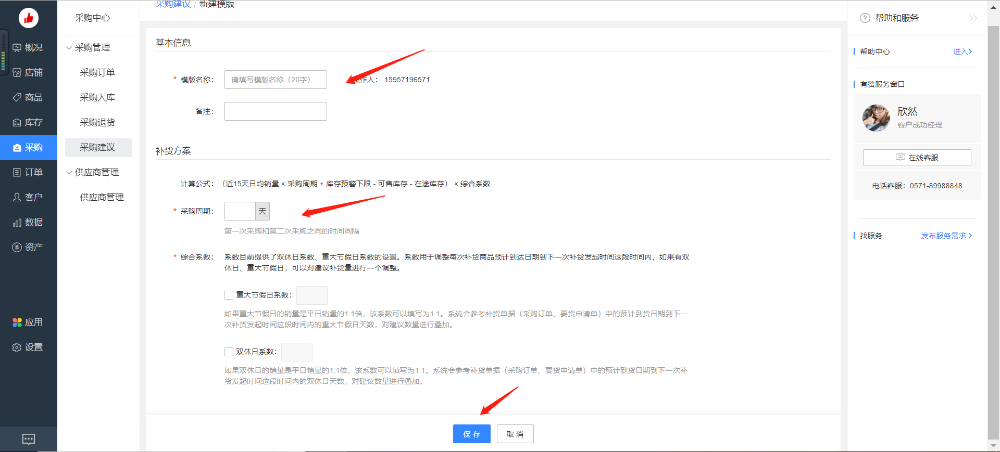 概况
店铺
商品
库存
采购
订单
客户
数据
资产
应用
设置
采购中心
采购管理
采购订单
采购入库
采购退货
采购建议
供应商管理
供应商管理
采购建议 / 新建模版
基本信息
* 模版名称： 请填写模版名称（20字） 作人： 15957196571
备注：
补货方案
计算公式： （近15天日均销量 × 采购周期 + 库存预警下限 - 可售库存 - 在途库存） × 综合系数
* 采购周期： 天
第一次采购和第二次采购之间的时间间隔
* 综合系数： 系数目前提供了双休日系数、重大节假日系数的设置。系数用于调整每次补货商品预计到达日期到下一次补货发起时间这段时间内，如果有双
休日、重大节假日，可以对建议补货量进行一个调整。
重大节假日系数：
如果重大节假日的销量是平日销量的1.1倍，该系数可以填写为1.1。系统会参考补货单据（采购订单、要货申请单）中的预计到货日期到下一
次补货发起时间这段时间内的重大节假日天数，对建议数量进行叠加。
双休日系数：
如果双休日的销量是平日销量的1.1倍，该系数可以填写为1.1。系统会参考补货单据（采购订单、要货申请单）中的预计到货日期到下一次补
货发起时间这段时间内的双休日天数，对建议数量进行叠加。
保存 取消
帮助和服务
帮助中心 进入
有赞服务窗口
欣然
客户成功经理
在线客服
电话客服：0571-89988848
找服务 发布服务需求